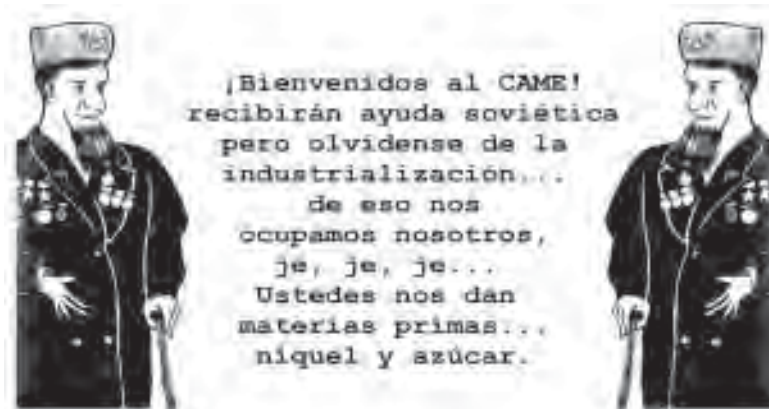 ¡Bienvenidos al CAME!
recibirán ayuda soviética
pero olvídense de la
industrialización...
de eso nos
ocupamos nosotros,
je, je, je...
Ustedes nos dan
materias primas...
níquel y azúcar.